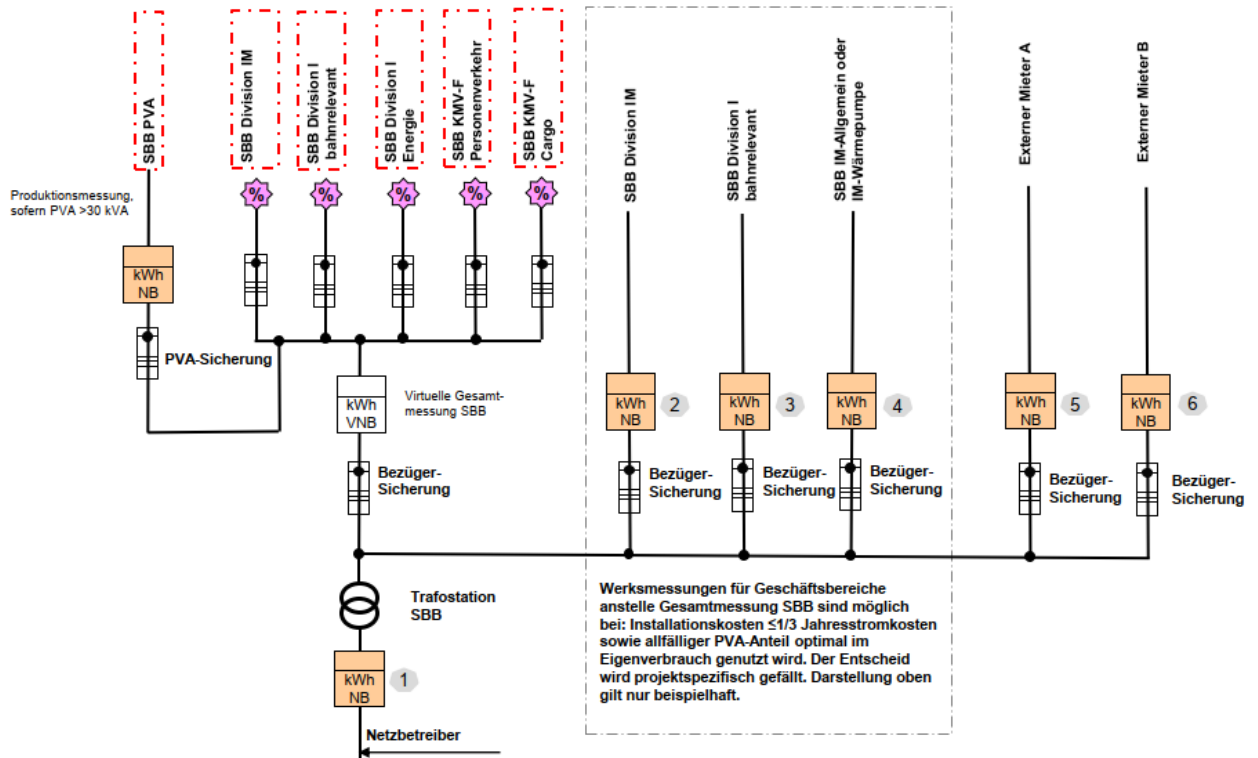 SBB PVA
SBB Division IM
SBB Division I
bahnrelevant
SBB Division I
Energie
SBB KMV-F
Personenverkehr
SBB KMV-F
Cargo
SBB Division IM
SBB Division I
bahnrelevant
SBB IM-Allgemein oder
IM-Wärmepumpe
Externer Mieter A
Externer Mieter B
Produktionsmessung,
sofern PVA >30 kVA
%
%
%
%
%
kWh
NB
PVA-Sicherung
kWh
VNB
Virtuelle Gesamt-
messung SBB
kWh
NB
2
kWh
NB
3
kWh
NB
4
kWh
NB
5
kWh
NB
6
Bezüger-
Sicherung
Bezüger-
Sicherung
Bezüger-
Sicherung
Bezüger-
Sicherung
Bezüger-
Sicherung
Bezüger-
Sicherung
Trafostation
SBB
Werksmessungen für Geschäftsbereiche
anstelle Gesamtmessung SBB sind möglich
bei: Installationskosten ≤1/3 Jahresstromkosten
sowie allfälliger PVA-Anteil optimal im
Eigenverbrauch genutzt wird. Der Entscheid
wird projektspezifisch gefällt. Darstellung oben
gilt nur beispielhaft.
kWh
NB
1
Netzbetreiber